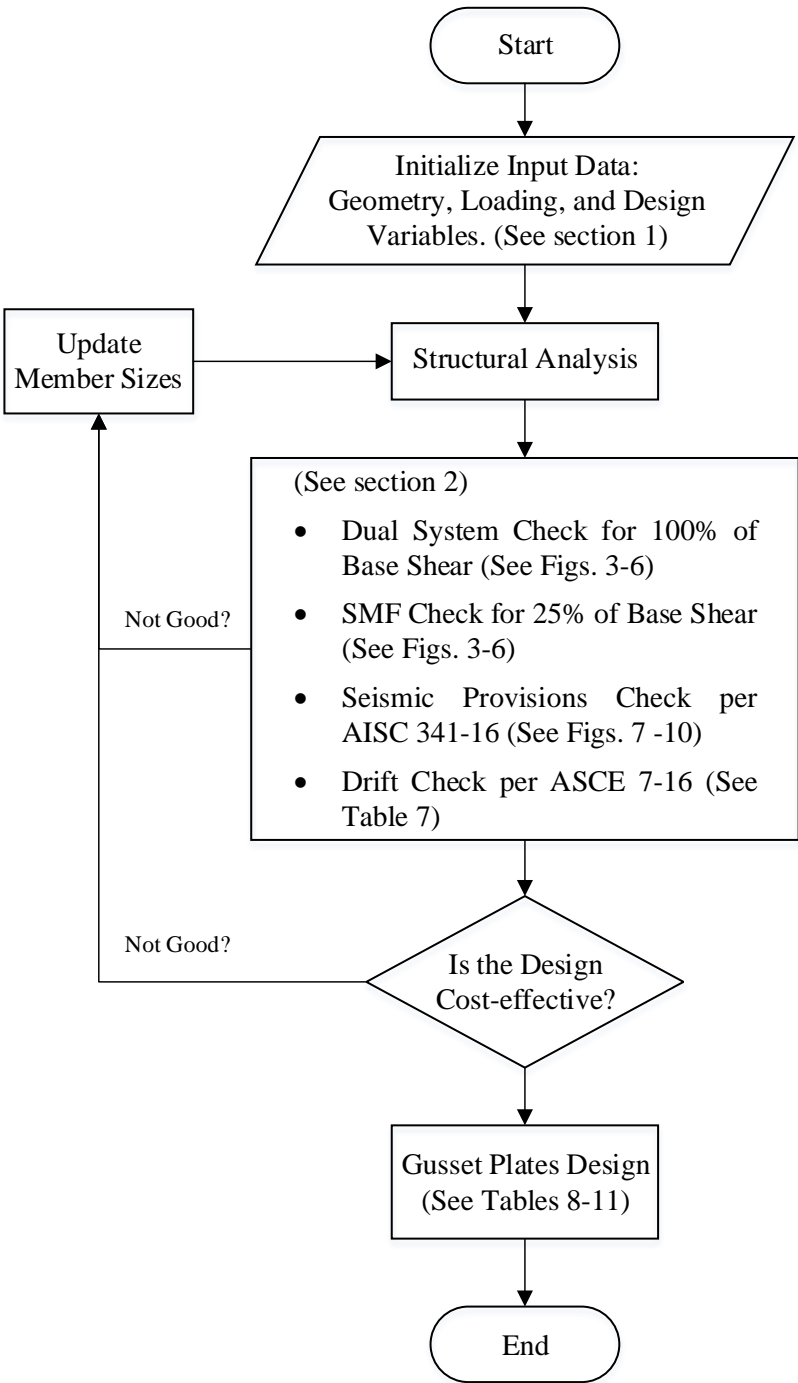 Start
Initialize Input Data:
Geometry, Loading, and Design
Variables. (See section 1)
Update
Member Sizes
Structural Analysis
(See section 2)
• Dual System Check for 100% of
Base Shear (See Figs. 3-6)
• SMF Check for 25% of Base Shear
(See Figs. 3-6)
• Seismic Provisions Check per
AISC 341-16 (See Figs. 7 -10)
• Drift Check per ASCE 7-16 (See
Table 7)
Not Good?
Not Good?
Is the Design
Cost-effective?
Gusset Plates Design
(See Tables 8-11)
End